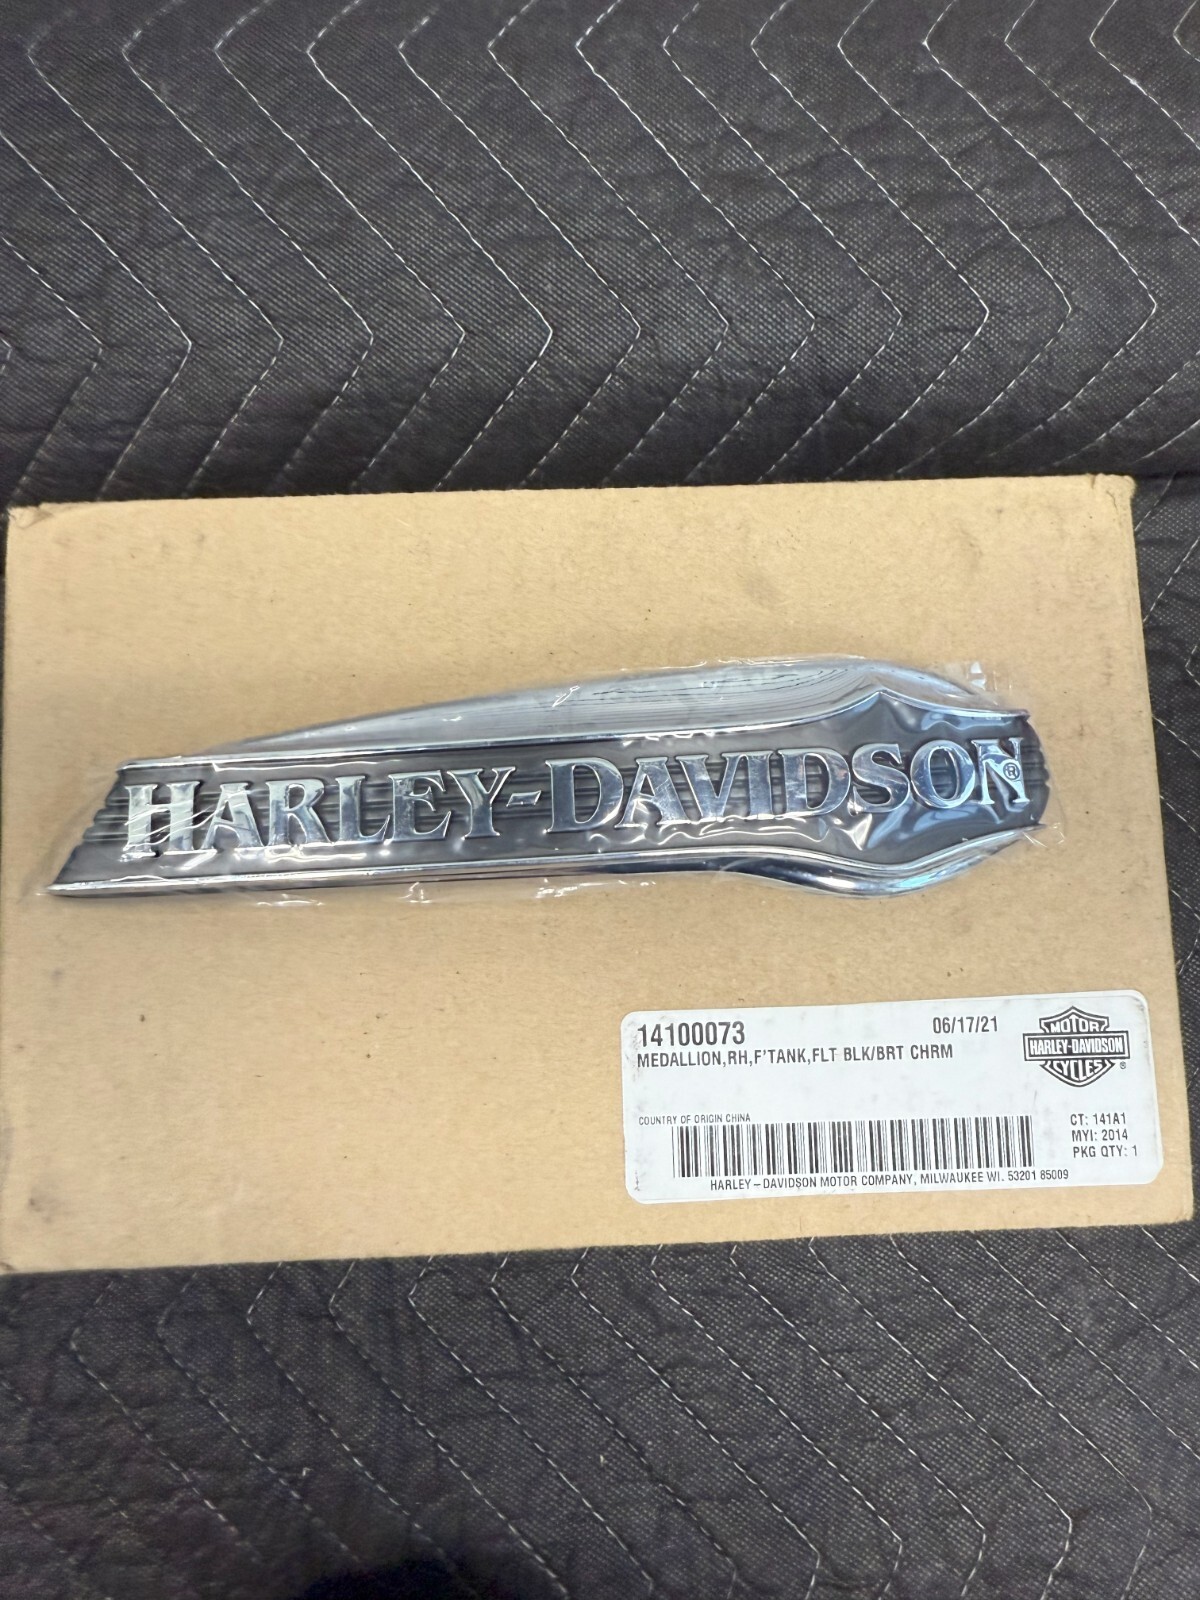 HARLEY-DAVIDSON®
14100073 06/17/21
MEDALLION,RH,F'TANK,FLT BLK/BRT CHRM
MOTOR
HARLEY-DAVIDSON
CYCLES®
COUNTRY OF ORIGIN CHINA
CT: 141A1
MYI: 2014
PKG QTY: 1
HARLEY-DAVIDSON MOTOR COMPANY, MILWAUKEE WI. 53201 85009